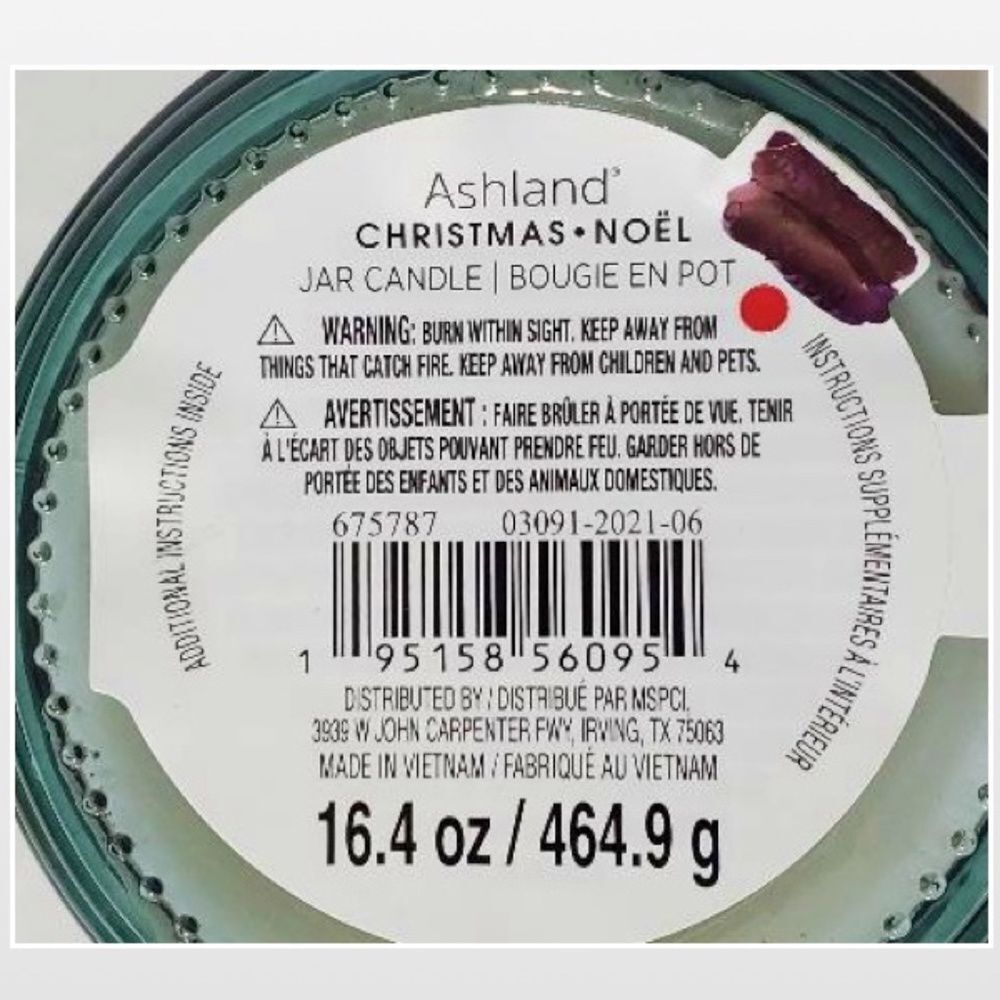 Ashland®
CHRISTMAS • NOËL
JAR CANDLE | BOUGIE EN POT
WARNING: BURN WITHIN SIGHT. KEEP AWAY FROM
THINGS THAT CATCH FIRE. KEEP AWAY FROM CHILDREN AND PETS.
AVERTISSEMENT : FAIRE BRÛLER À PORTÉE DE VUE. TENIR
À L'ÉCART DES OBJETS POUVANT PRENDRE FEU. GARDER HORS DE
PORTÉE DES ENFANTS ET DES ANIMAUX DOMESTIQUES.
ADDITIONAL INSTRUCTIONS INSIDE
INSTRUCTIONS SUPPLÉMENTAIRES À L'INTÉRIEUR
675787 03091-2021-06
1 95158 56095 4
DISTRIBUTED BY / DISTRIBUÉ PAR MSPCI,
3939 W JOHN CARPENTER FWY, IRVING, TX 75063
MADE IN VIETNAM / FABRIQUÉ AU VIETNAM
16.4 oz / 464.9 g